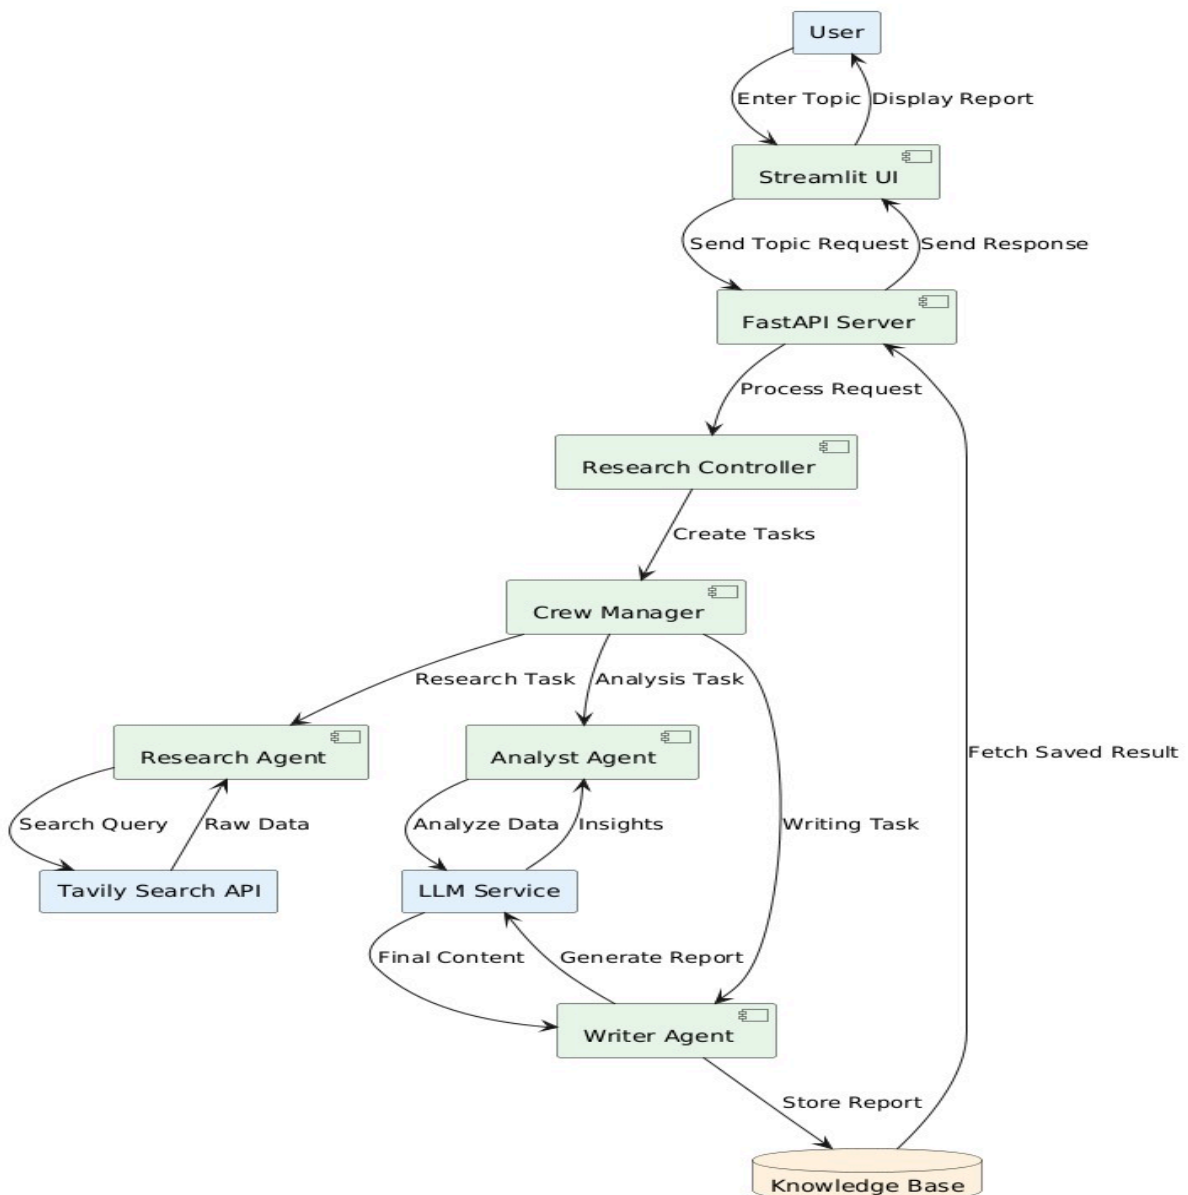 User
Enter Topic
Display Report
Streamlit UI
Send Topic Request
Send Response
FastAPI Server
Process Request
Research Controller
Create Tasks
Crew Manager
Research Task
Analysis Task
Research Agent
Analyst Agent
Fetch Saved Result
Search Query
Raw Data
Analyze Data
Insights
Writing Task
Tavily Search API
LLM Service
Final Content
Generate Report
Writer Agent
Store Report
Knowledge Base